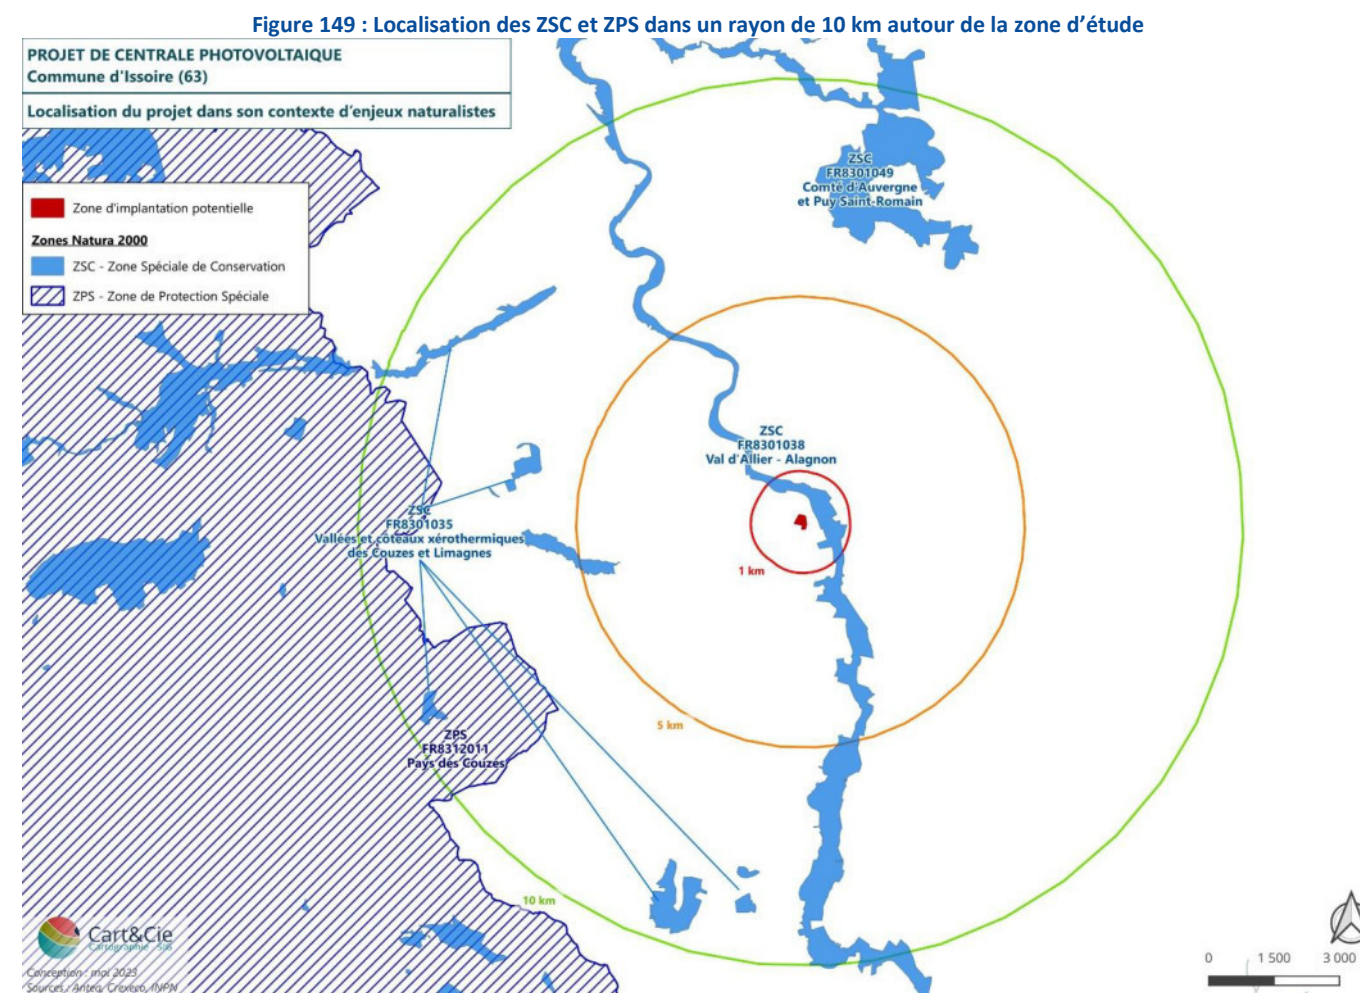 Figure 149 : Localisation des ZSC et ZPS dans un rayon de 10 km autour de la zone d’étude
PROJET DE CENTRALE PHOTOVOLTAIQUE
Commune d'Issoire (63)
Localisation du projet dans son contexte d'enjeux naturalistes
Zone d'implantation potentielle
Zones Natura 2000
ZSC - Zone Spéciale de Conservation
ZPS - Zone de Protection Spéciale
ZSC
FR8301049
Comté d'Auvergne
et Puy Saint-Romain
ZSC
FR8301038
Val d'Allier - Alagnon
ZSC
FR8301035
Vallées et côteaux xérothermiques
des Couzes et Limagnes
1 km
5 km
ZPS
FR8312011
Pays des Couzes
10 km
Cart&Cie
Cartographie - SIG
Conception : mai 2023
Sources : Antea, Crexeco, INPN
0 1 500 3 000